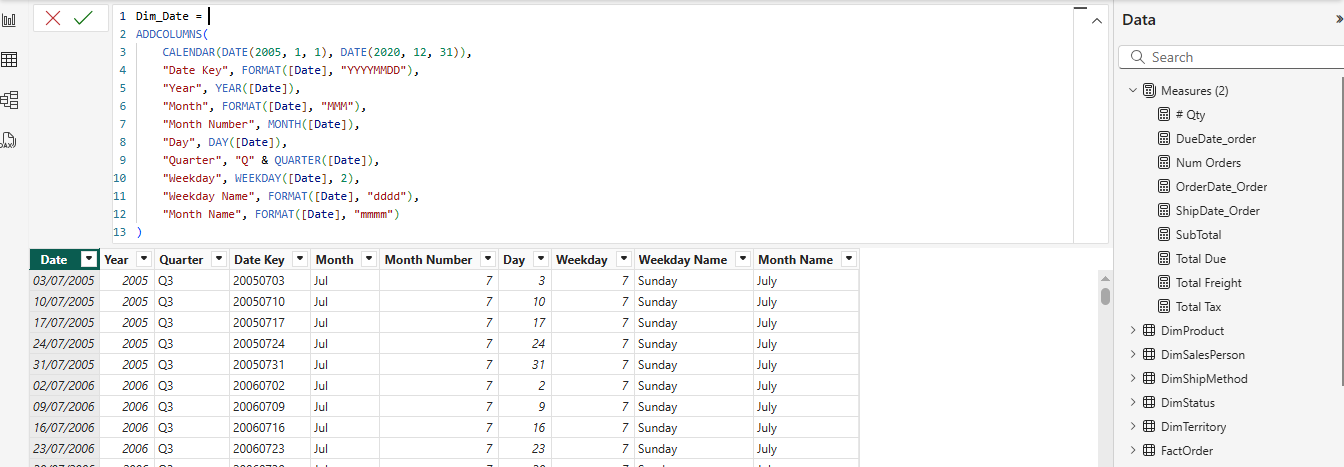 1 Dim_Date =
2 ADDCOLUMNS(
3 CALENDAR(DATE(2005, 1, 1), DATE(2020, 12, 31)),
4 "Date Key", FORMAT([Date], "YYYYMMDD"),
5 "Year", YEAR([Date]),
6 "Month", FORMAT([Date], "MMM"),
7 "Month Number", MONTH([Date]),
8 "Day", DAY([Date]),
9 "Quarter", "Q" & QUARTER([Date]),
10 "Weekday", WEEKDAY([Date], 2),
11 "Weekday Name", FORMAT([Date], "dddd"),
12 "Month Name", FORMAT([Date], "mmmm")
13 )
Date Year Quarter Date Key Month Month Number Day Weekday Weekday Name Month Name
03/07/2005 2005 Q3 20050703 Jul 7 3 7 Sunday July
10/07/2005 2005 Q3 20050710 Jul 7 10 7 Sunday July
17/07/2005 2005 Q3 20050717 Jul 7 17 7 Sunday July
24/07/2005 2005 Q3 20050724 Jul 7 24 7 Sunday July
31/07/2005 2005 Q3 20050731 Jul 7 31 7 Sunday July
02/07/2006 2006 Q3 20060702 Jul 7 2 7 Sunday July
09/07/2006 2006 Q3 20060709 Jul 7 9 7 Sunday July
16/07/2006 2006 Q3 20060716 Jul 7 16 7 Sunday July
23/07/2006 2006 Q3 20060723 Jul 7 23 7 Sunday July
Data
Search
Measures (2)
# Qty
DueDate_order
Num Orders
OrderDate_Order
ShipDate_Order
SubTotal
Total Due
Total Freight
Total Tax
DimProduct
DimSalesPerson
DimShipMethod
DimStatus
DimTerritory
FactOrder
DAX